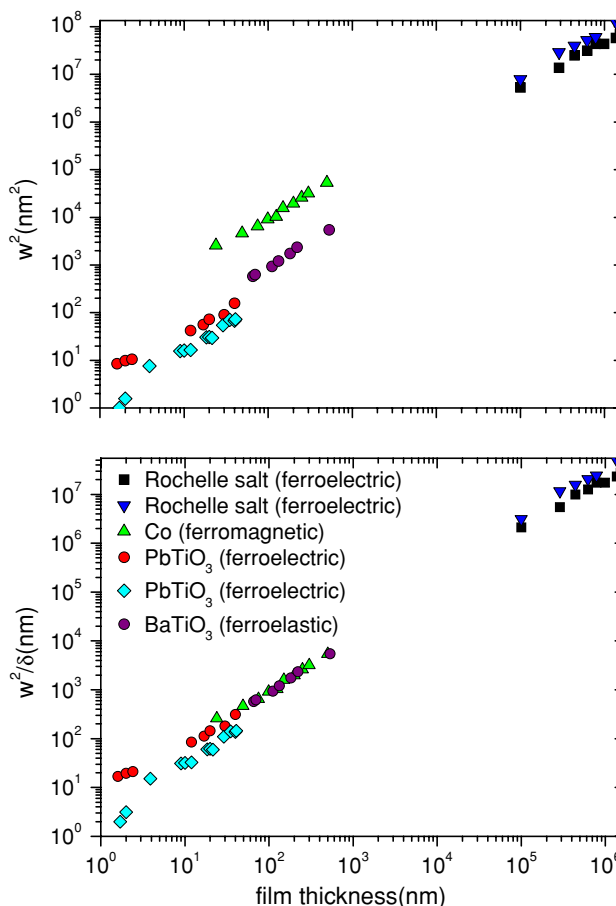 10⁸
10⁷
10⁶
10⁵
10⁴
10³
10²
10¹
10⁰
w²(nm²)
Rochelle salt (ferroelectric)
Rochelle salt (ferroelectric)
Co (ferromagnetic)
PbTiO₃ (ferroelectric)
PbTiO₃ (ferroelectric)
BaTiO₃ (ferroelastic)
10⁷
10⁶
10⁵
10⁴
10³
10²
10¹
10⁰
w²/δ(nm)
10⁰ 10¹ 10² 10³ 10⁴ 10⁵ 10⁶
film thickness(nm)